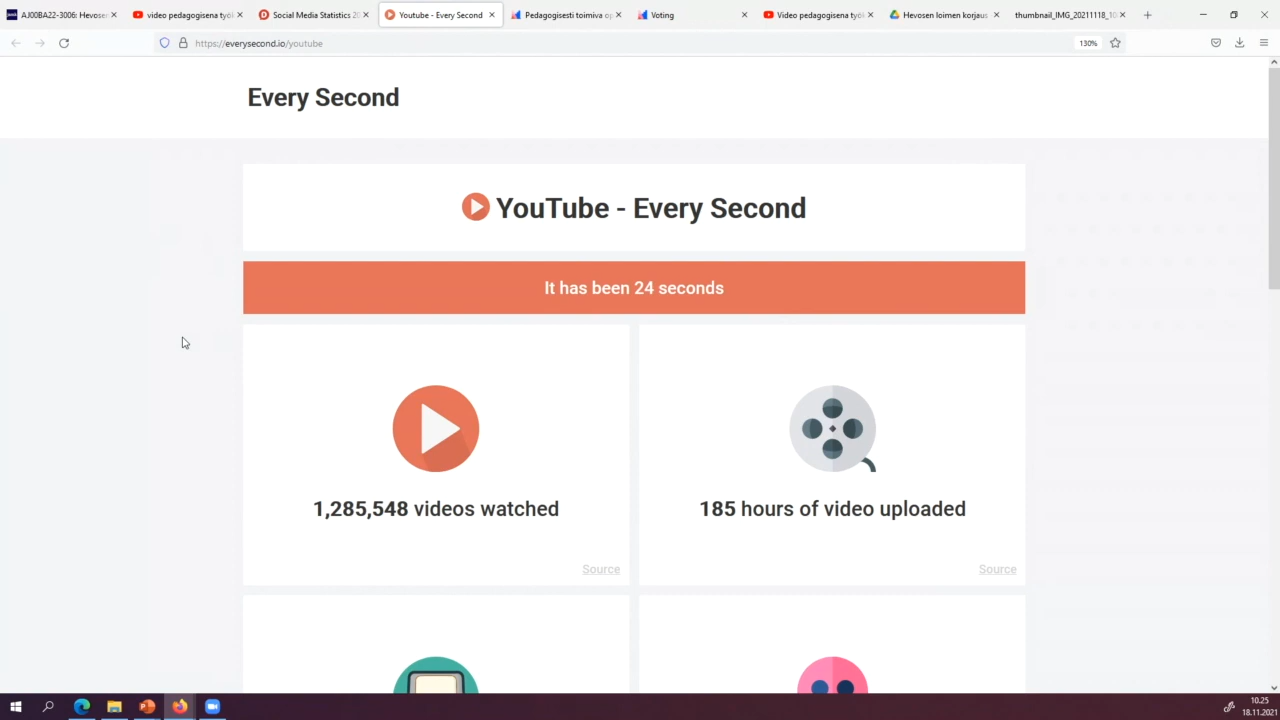 AJ00BA22-3006: Hevose
video pedagogisena työk
Social Media Statistics 20
Youtube - Every Second
Pedagogisesti toimiva op
Voting
Video pedagogisena työk
Hevosen loimen korjaus
thumbnail_IMG_20211118_10
https://everysecond.io/youtube
130%
Every Second
YouTube - Every Second
It has been 24 seconds
1,285,548 videos watched
Source
185 hours of video uploaded
Source
10.25
18.11.2021